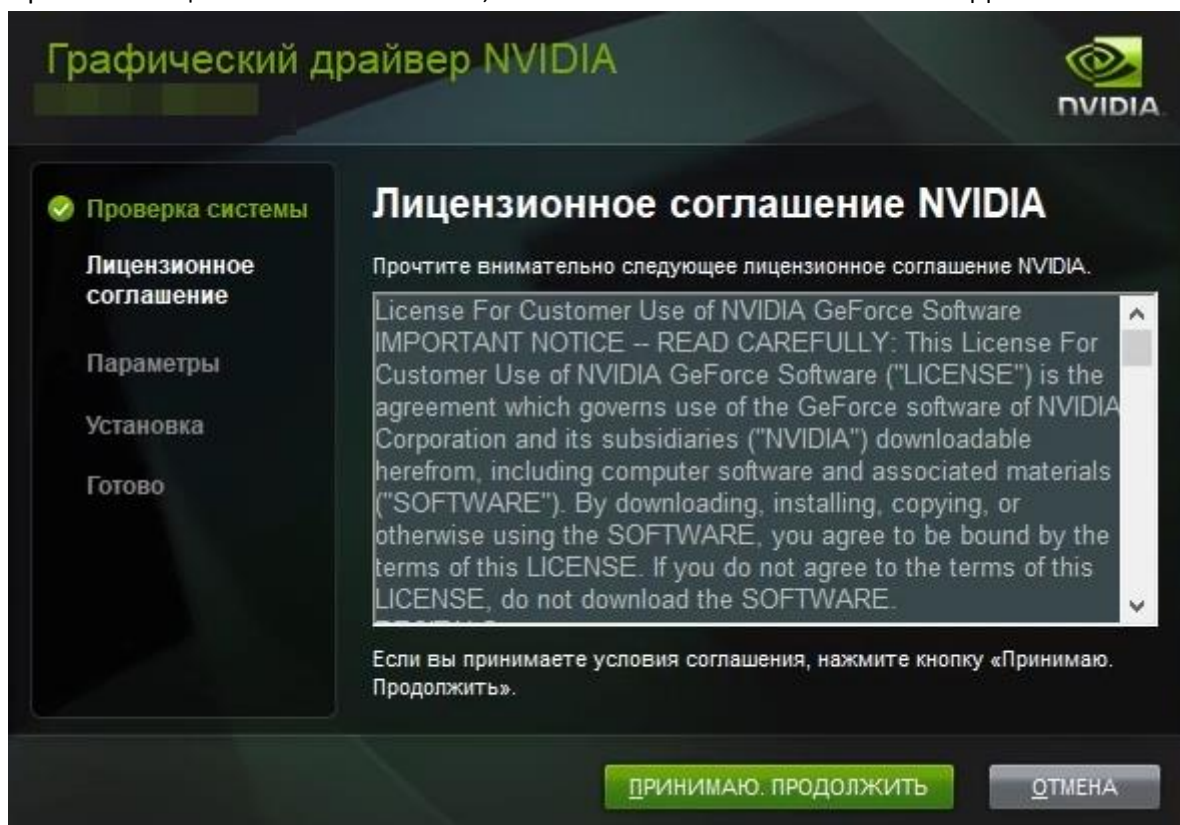 Графический драйвер NVIDIA
NVIDIA
Проверка системы
Лицензионное
соглашение
Параметры
Установка
Готово
Лицензионное соглашение NVIDIA
Прочтите внимательно следующее лицензионное соглашение NVIDIA.
License For Customer Use of NVIDIA GeForce Software
IMPORTANT NOTICE -- READ CAREFULLY: This License For
Customer Use of NVIDIA GeForce Software ("LICENSE") is the
agreement which governs use of the GeForce software of NVIDIA
Corporation and its subsidiaries ("NVIDIA") downloadable
herefrom, including computer software and associated materials
("SOFTWARE"). By downloading, installing, copying, or
otherwise using the SOFTWARE, you agree to be bound by the
terms of this LICENSE. If you do not agree to the terms of this
LICENSE, do not download the SOFTWARE.
Если вы принимаете условия соглашения, нажмите кнопку «Принимаю.
Продолжить».
ПРИНИМАЮ. ПРОДОЛЖИТЬ
ОТМЕНА